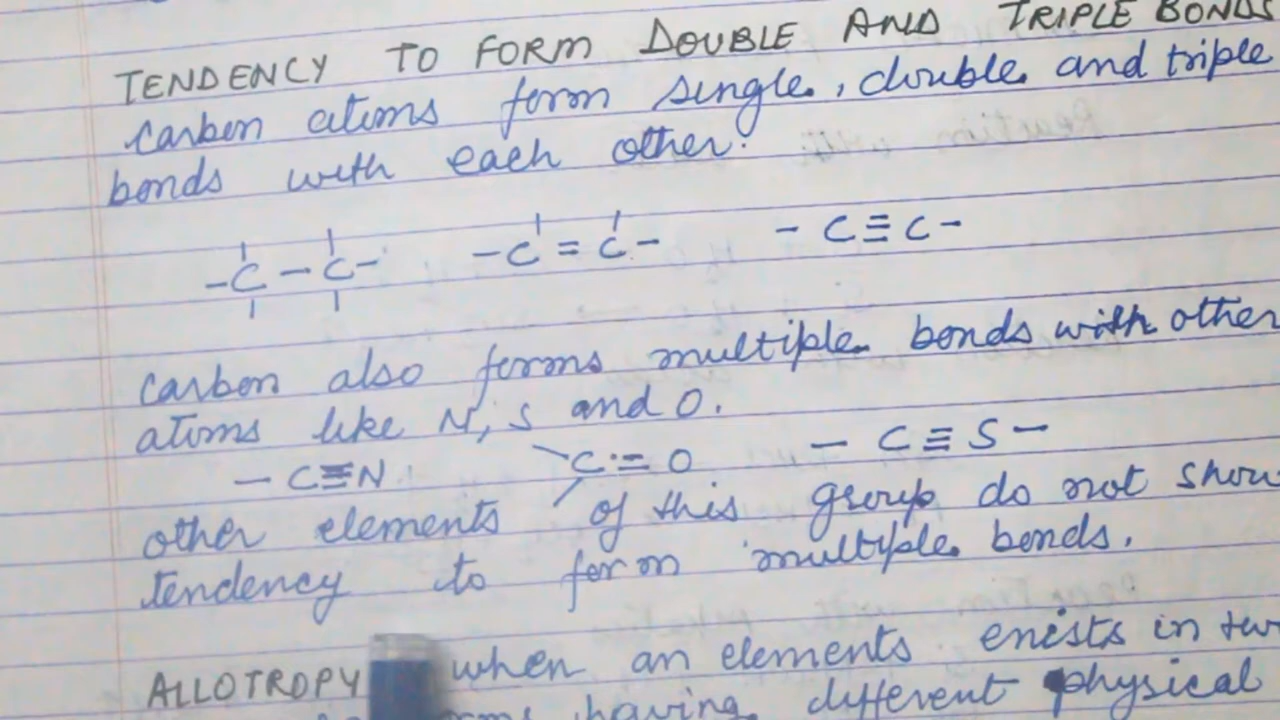 TENDENCY TO FORM DOUBLE AND TRIPLE BONDS
carbon atoms form single, double and triple
bonds with each other.
-C-C- -C=C- -C≡C-
carbon also forms multiple bonds with other
atoms like N, S and O.
-C≡N C=O -C≡S-
other elements of this group do not show
tendency to form multiple bonds.
ALLOTROPY when an elements exists in
having different physical